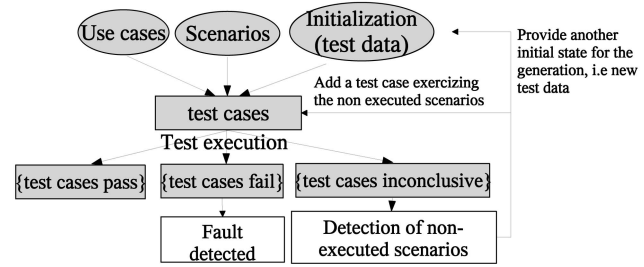 Use cases
Scenarios
Initialization
(test data)
Provide another
initial state for the
generation, i.e new
test data
Add a test case exercizing
the non executed scenarios
test cases
Test execution
{test cases pass}
{test cases fail}
{test cases inconclusive}
Fault
detected
Detection of non-
executed scenarios